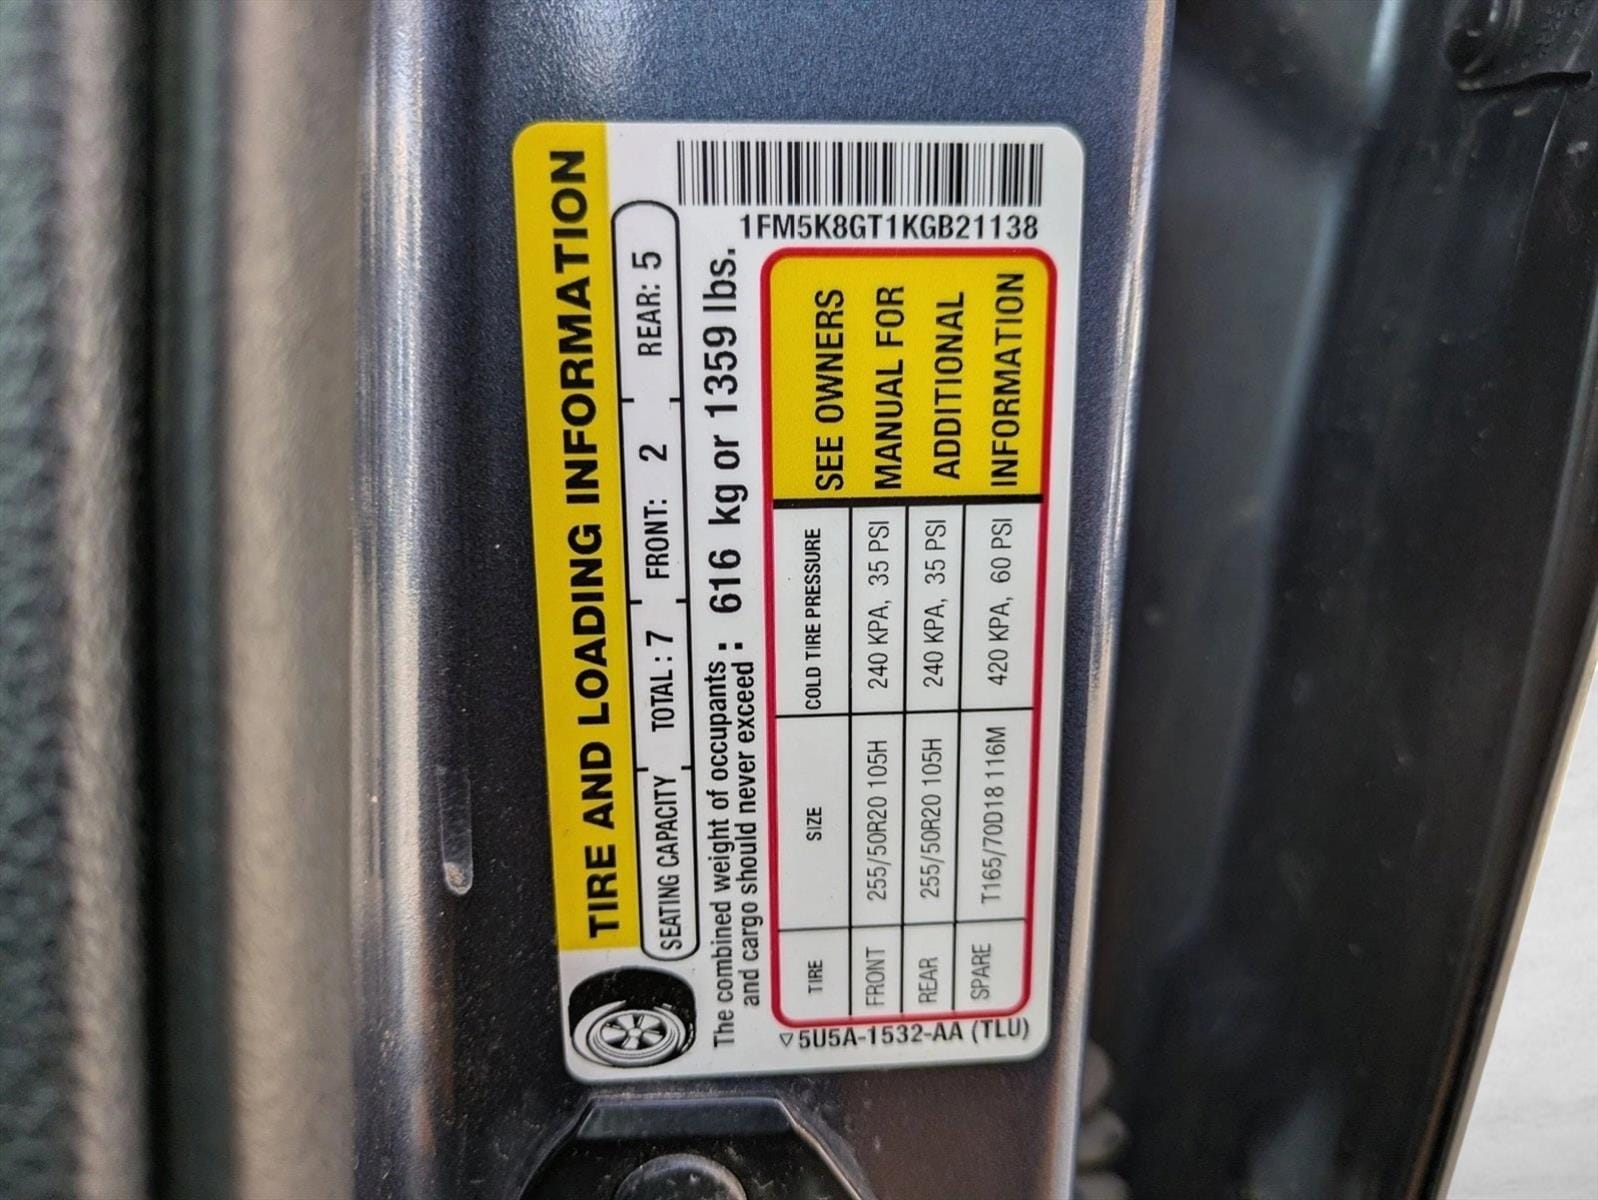 TIRE AND LOADING INFORMATION
SEATING CAPACITY TOTAL: 7 FRONT: 2 REAR: 5
The combined weight of occupants and cargo should never exceed : 616 kg or 1359 lbs.
TIRE SIZE COLD TIRE PRESSURE
FRONT 255/50R20 105H 240 KPA, 35 PSI
REAR 255/50R20 105H 240 KPA, 35 PSI
SPARE T165/70D18 116M 420 KPA, 60 PSI
SEE OWNERS
MANUAL FOR
ADDITIONAL
INFORMATION
▽5U5A-1532-AA (TLU)
1FM5K8GT1KGB21138